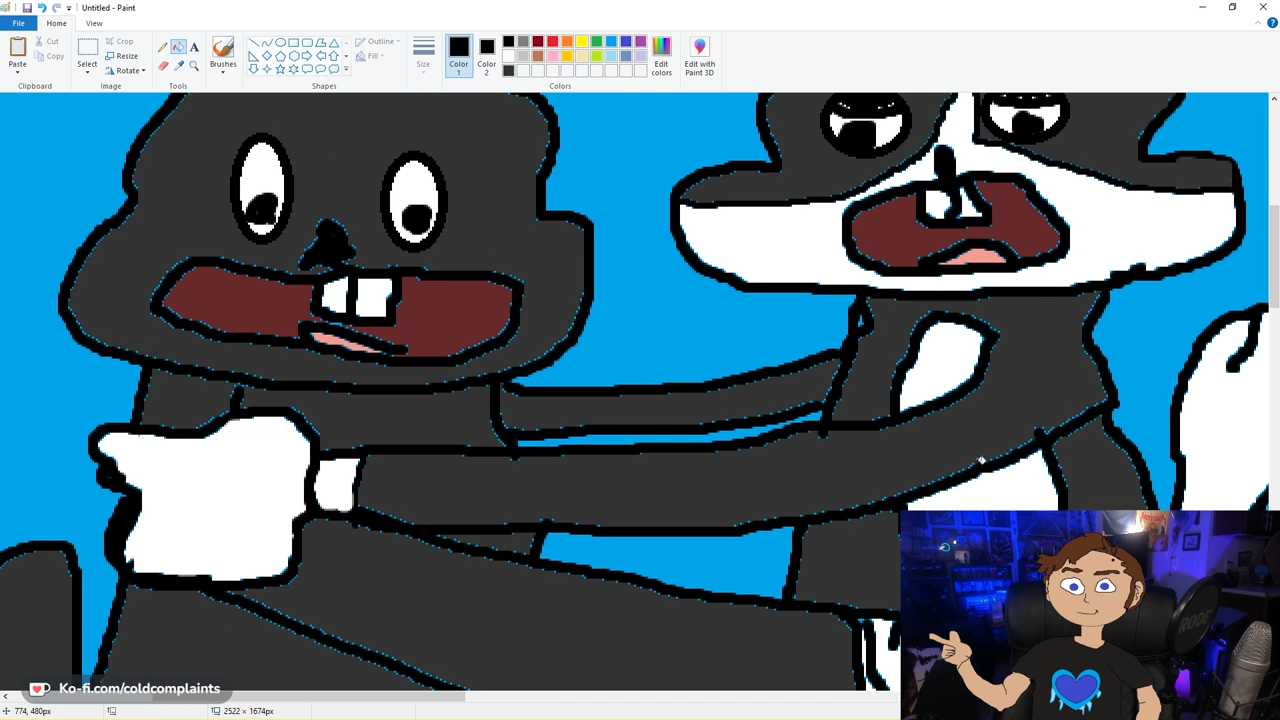 Untitled - Paint
File Home View
Paste
Cut
Copy
Clipboard
Select
Crop
Resize
Rotate
Image
A
Tools
Brushes
Shapes
Outline
Fill
Size
Color 1
Color 2
Edit colors
Colors
Edit with Paint 3D
RODE
Ko-fi.com/coldcomplaints
774, 480px
2522 × 1674px